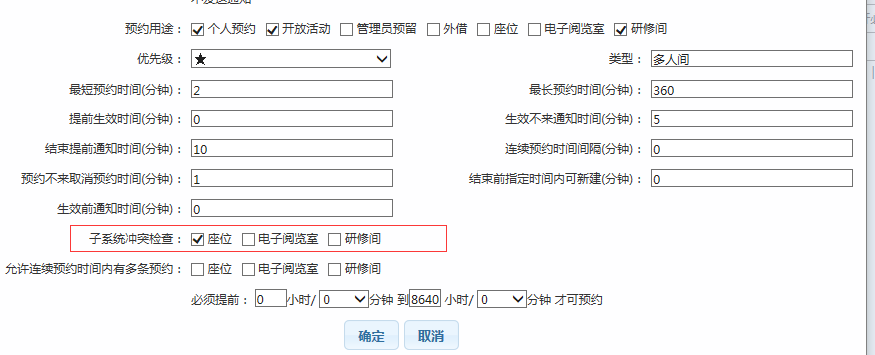 预约用途： 个人预约 开放活动 管理员预留 外借 座位 电子阅览室 研修间
优先级： ★ 类型： 多人间
最短预约时间(分钟)： 2 最长预约时间(分钟)： 360
提前生效时间(分钟)： 0 生效不来通知时间(分钟)： 5
结束提前通知时间(分钟)： 10 连续预约时间间隔(分钟)： 0
预约不来取消预约时间(分钟)： 1 结束前指定时间内可新建(分钟)： 0
生效前通知时间(分钟)： 0
子系统冲突检查： 座位 电子阅览室 研修间
允许连续预约时间内有多条预约： 座位 电子阅览室 研修间
必须提前： 0 小时/ 0 分钟 到 8640 小时/ 0 分钟 才可预约
确定 取消